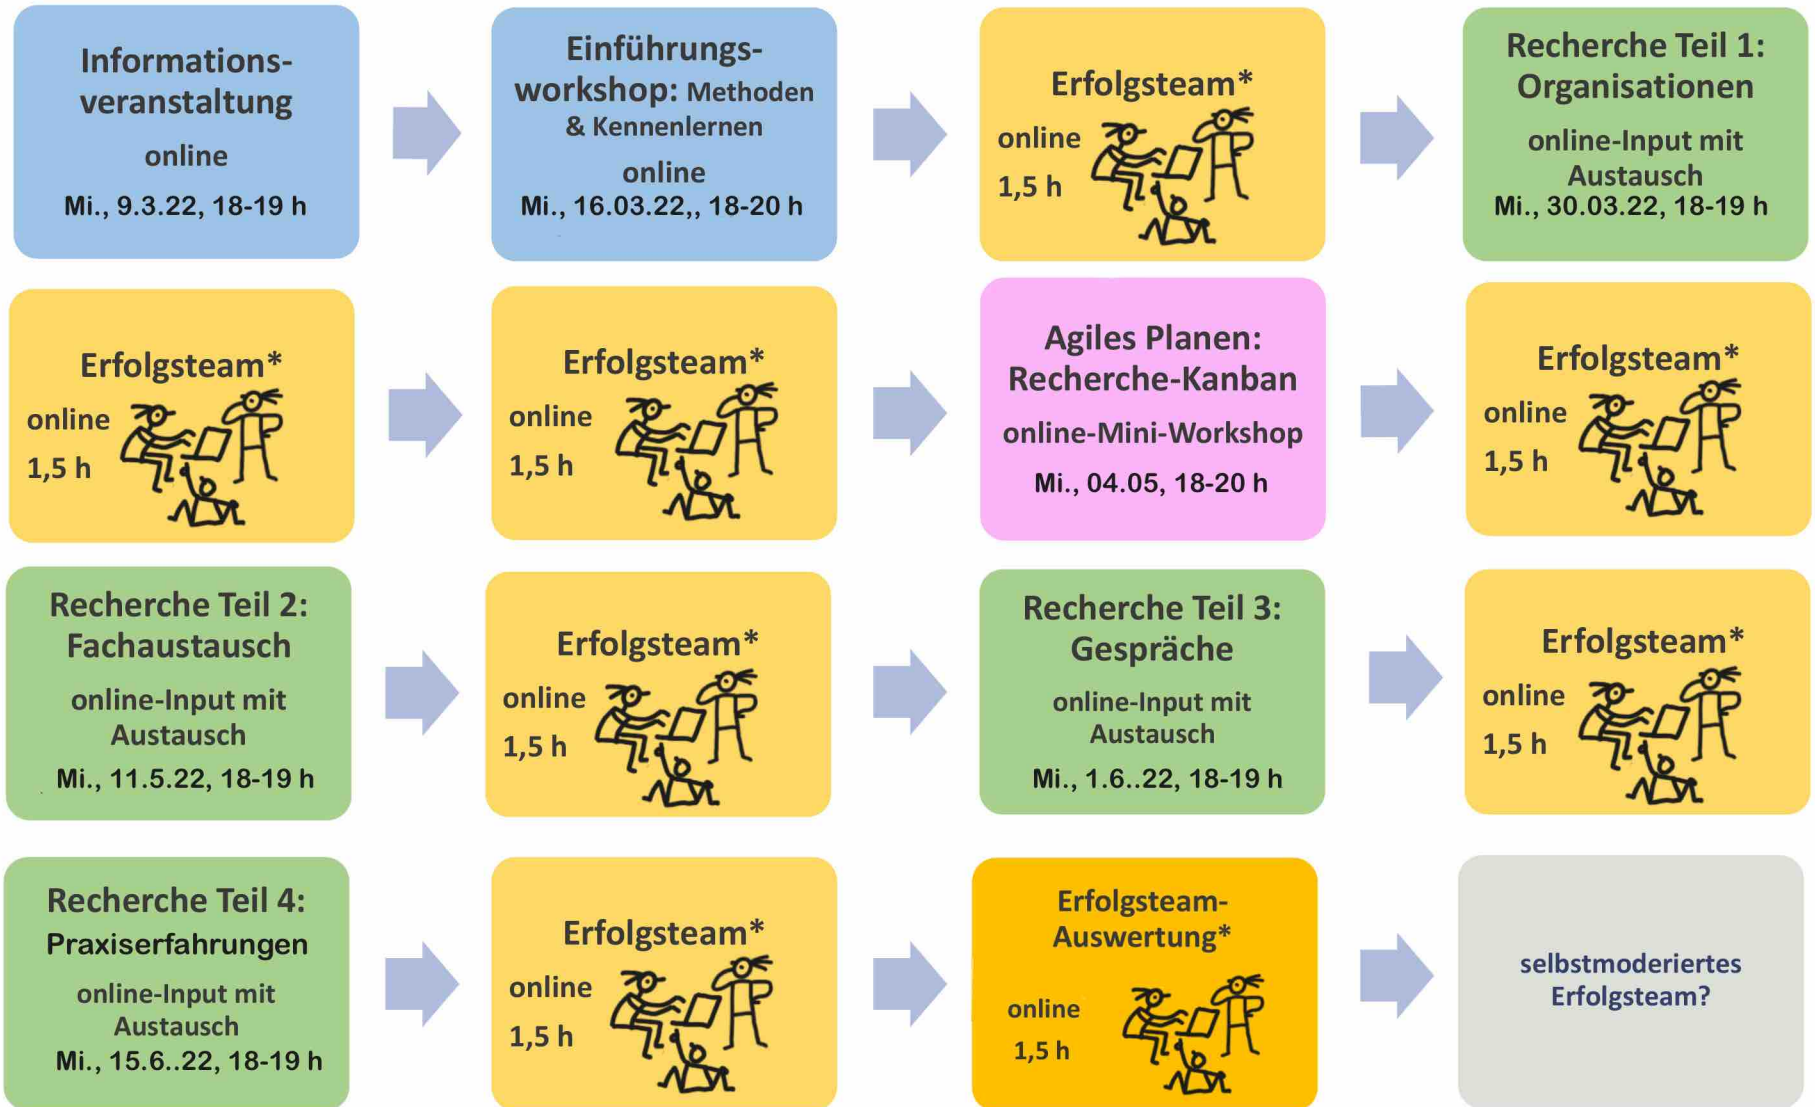 Informations-
veranstaltung
online
Mi., 9.3.22, 18-19 h
Einführungs-
workshop: Methoden
& Kennenlernen
online
Mi., 16.03.22,, 18-20 h
Erfolgsteam*
online
1,5 h
Recherche Teil 1:
Organisationen
online-Input mit
Austausch
Mi., 30.03.22, 18-19 h
Erfolgsteam*
online
1,5 h
Erfolgsteam*
online
1,5 h
Agiles Planen:
Recherche-Kanban
online-Mini-Workshop
Mi., 04.05, 18-20 h
Erfolgsteam*
online
1,5 h
Recherche Teil 2:
Fachaustausch
online-Input mit
Austausch
Mi., 11.5.22, 18-19 h
Erfolgsteam*
online
1,5 h
Recherche Teil 3:
Gespräche
online-Input mit
Austausch
Mi., 1.6..22, 18-19 h
Erfolgsteam*
online
1,5 h
Recherche Teil 4:
Praxiserfahrungen
online-Input mit
Austausch
Mi., 15.6..22, 18-19 h
Erfolgsteam*
online
1,5 h
Erfolgsteam-
Auswertung*
online
1,5 h
selbstmoderiertes
Erfolgsteam?